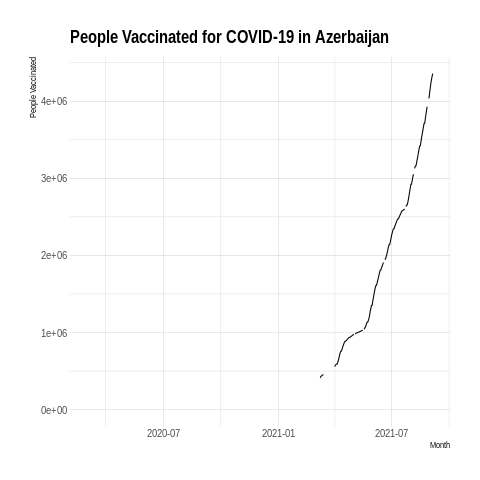 People Vaccinated for COVID-19 in Azerbaijan
People Vaccinated
4e+06
3e+06
2e+06
1e+06
0e+00
2020-07
2021-01
2021-07
Month